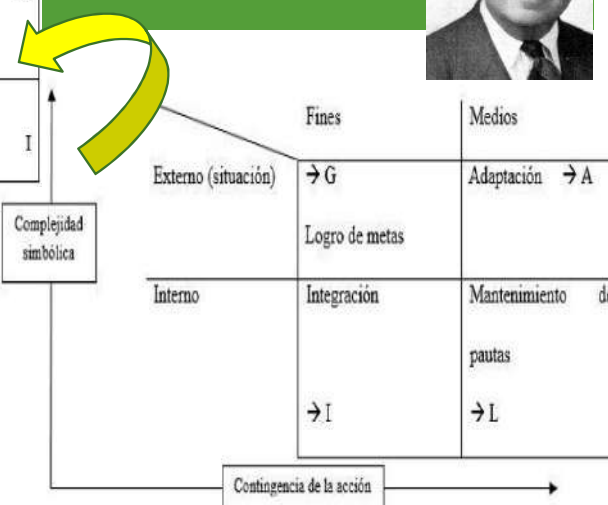 I
Fines Medios
Externo (situación) → G Adaptación → A
Complejidad
simbólica
Logro de metas
Interno Integración Mantenimiento
pautas
→ I → L
Contingencia de la acción